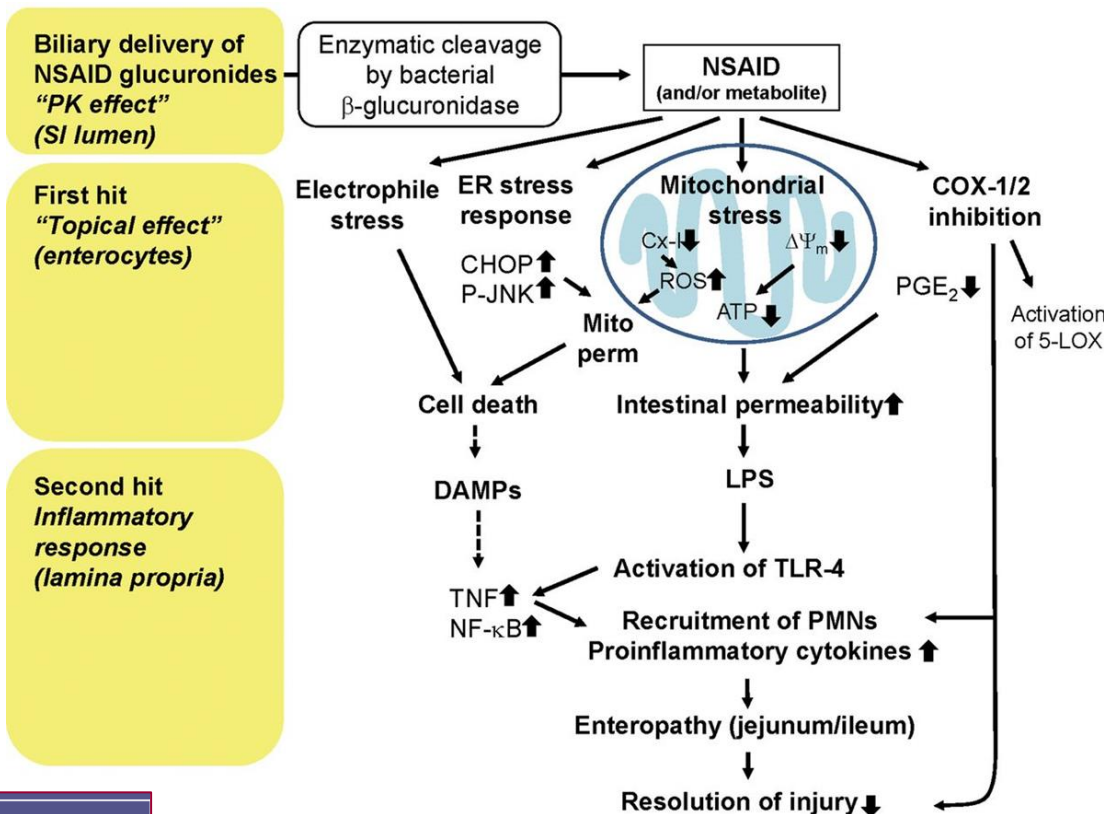 Biliary delivery of
NSAID glucuronides
“PK effect”
(SI lumen)
Enzymatic cleavage
by bacterial
β-glucuronidase
NSAID
(and/or metabolite)
First hit
“Topical effect”
(enterocytes)
Electrophile
stress
ER stress
response
CHOP
P-JNK
Mito
perm
Mitochondrial
stress
Cx-I
ΔΨm
ROS
ATP
COX-1/2
inhibition
PGE2
Activation
of 5-LOX
Cell death
Intestinal permeability
Second hit
Inflammatory
response
(lamina propria)
DAMPs
LPS
TNF
NF-κB
Activation of TLR-4
Recruitment of PMNs
Proinflammatory cytokines
Enteropathy (jejunum/ileum)
Resolution of injury